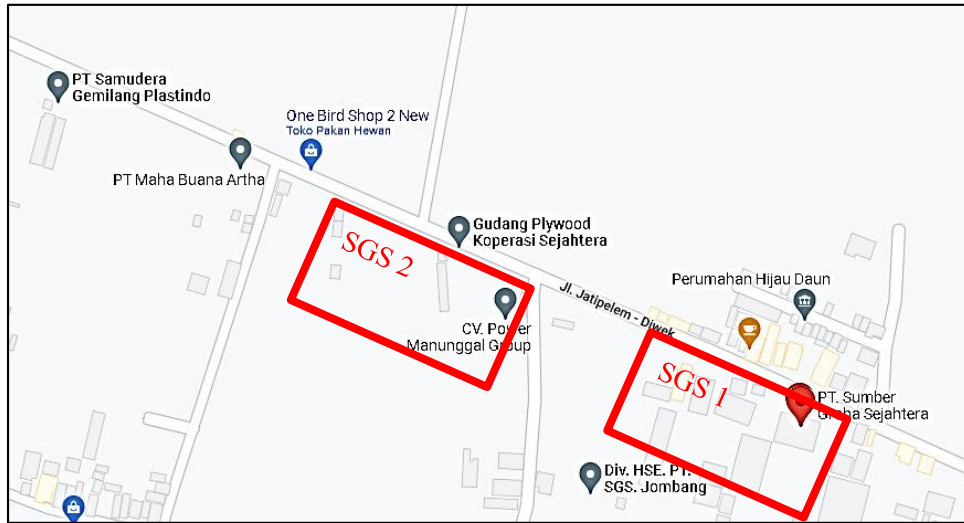 PT Samudera
Gemilang Plastindo
One Bird Shop 2 New
Toko Pakan Hewan
PT Maha Buana Artha
Gudang Plywood
Koperasi Sejahtera
SGS 2
Perumahan Hijau Daun
Jl. Jatipelem - Diwek
CV. Power
Manunggal Group
SGS 1
PT. Sumber
Graha Sejahtera
Div. HSE. PT.
SGS. Jombang